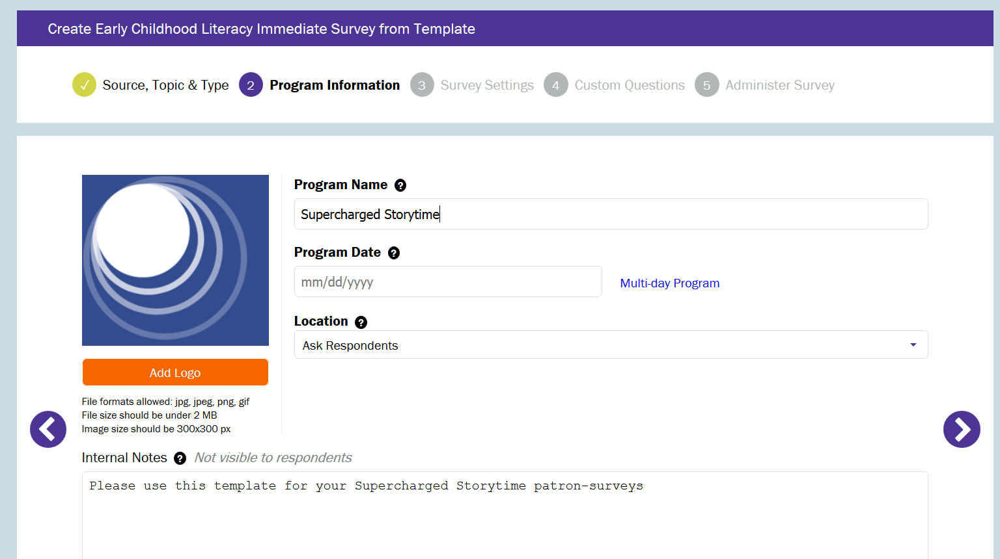 Create Early Childhood Literacy Immediate Survey from Template
✓ Source, Topic & Type 2 Program Information 3 Survey Settings 4 Custom Questions 5 Administer Survey
Program Name ?
Supercharged Storytime
Program Date ?
mm/dd/yyyy Multi-day Program
Location ?
Ask Respondents
Add Logo
File formats allowed: jpg, jpeg, png, gif
File size should be under 2 MB
Image size should be 300x300 px
Internal Notes ? Not visible to respondents
Please use this template for your Supercharged Storytime patron-surveys